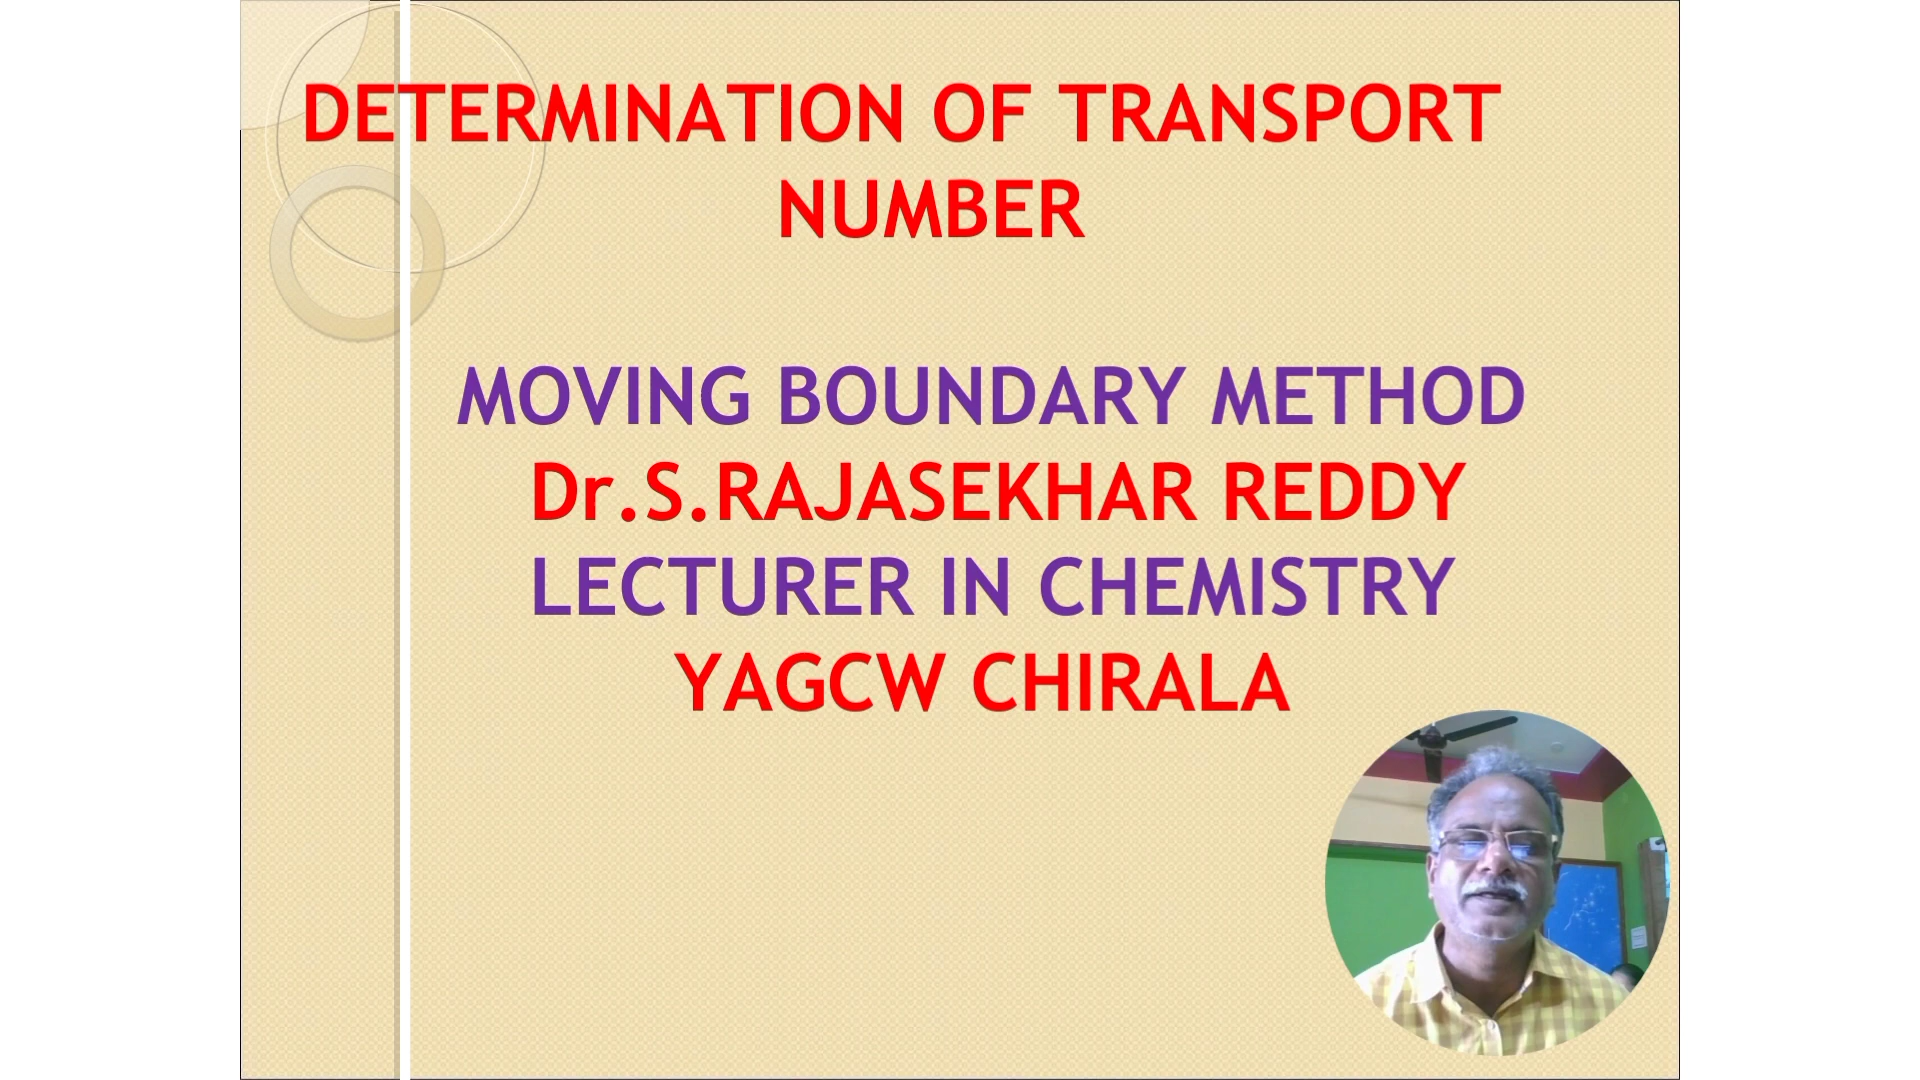 DETERMINATION OF TRANSPORT
NUMBER
MOVING BOUNDARY METHOD
Dr.S.RAJASEKHAR REDDY
LECTURER IN CHEMISTRY
YAGCW CHIRALA